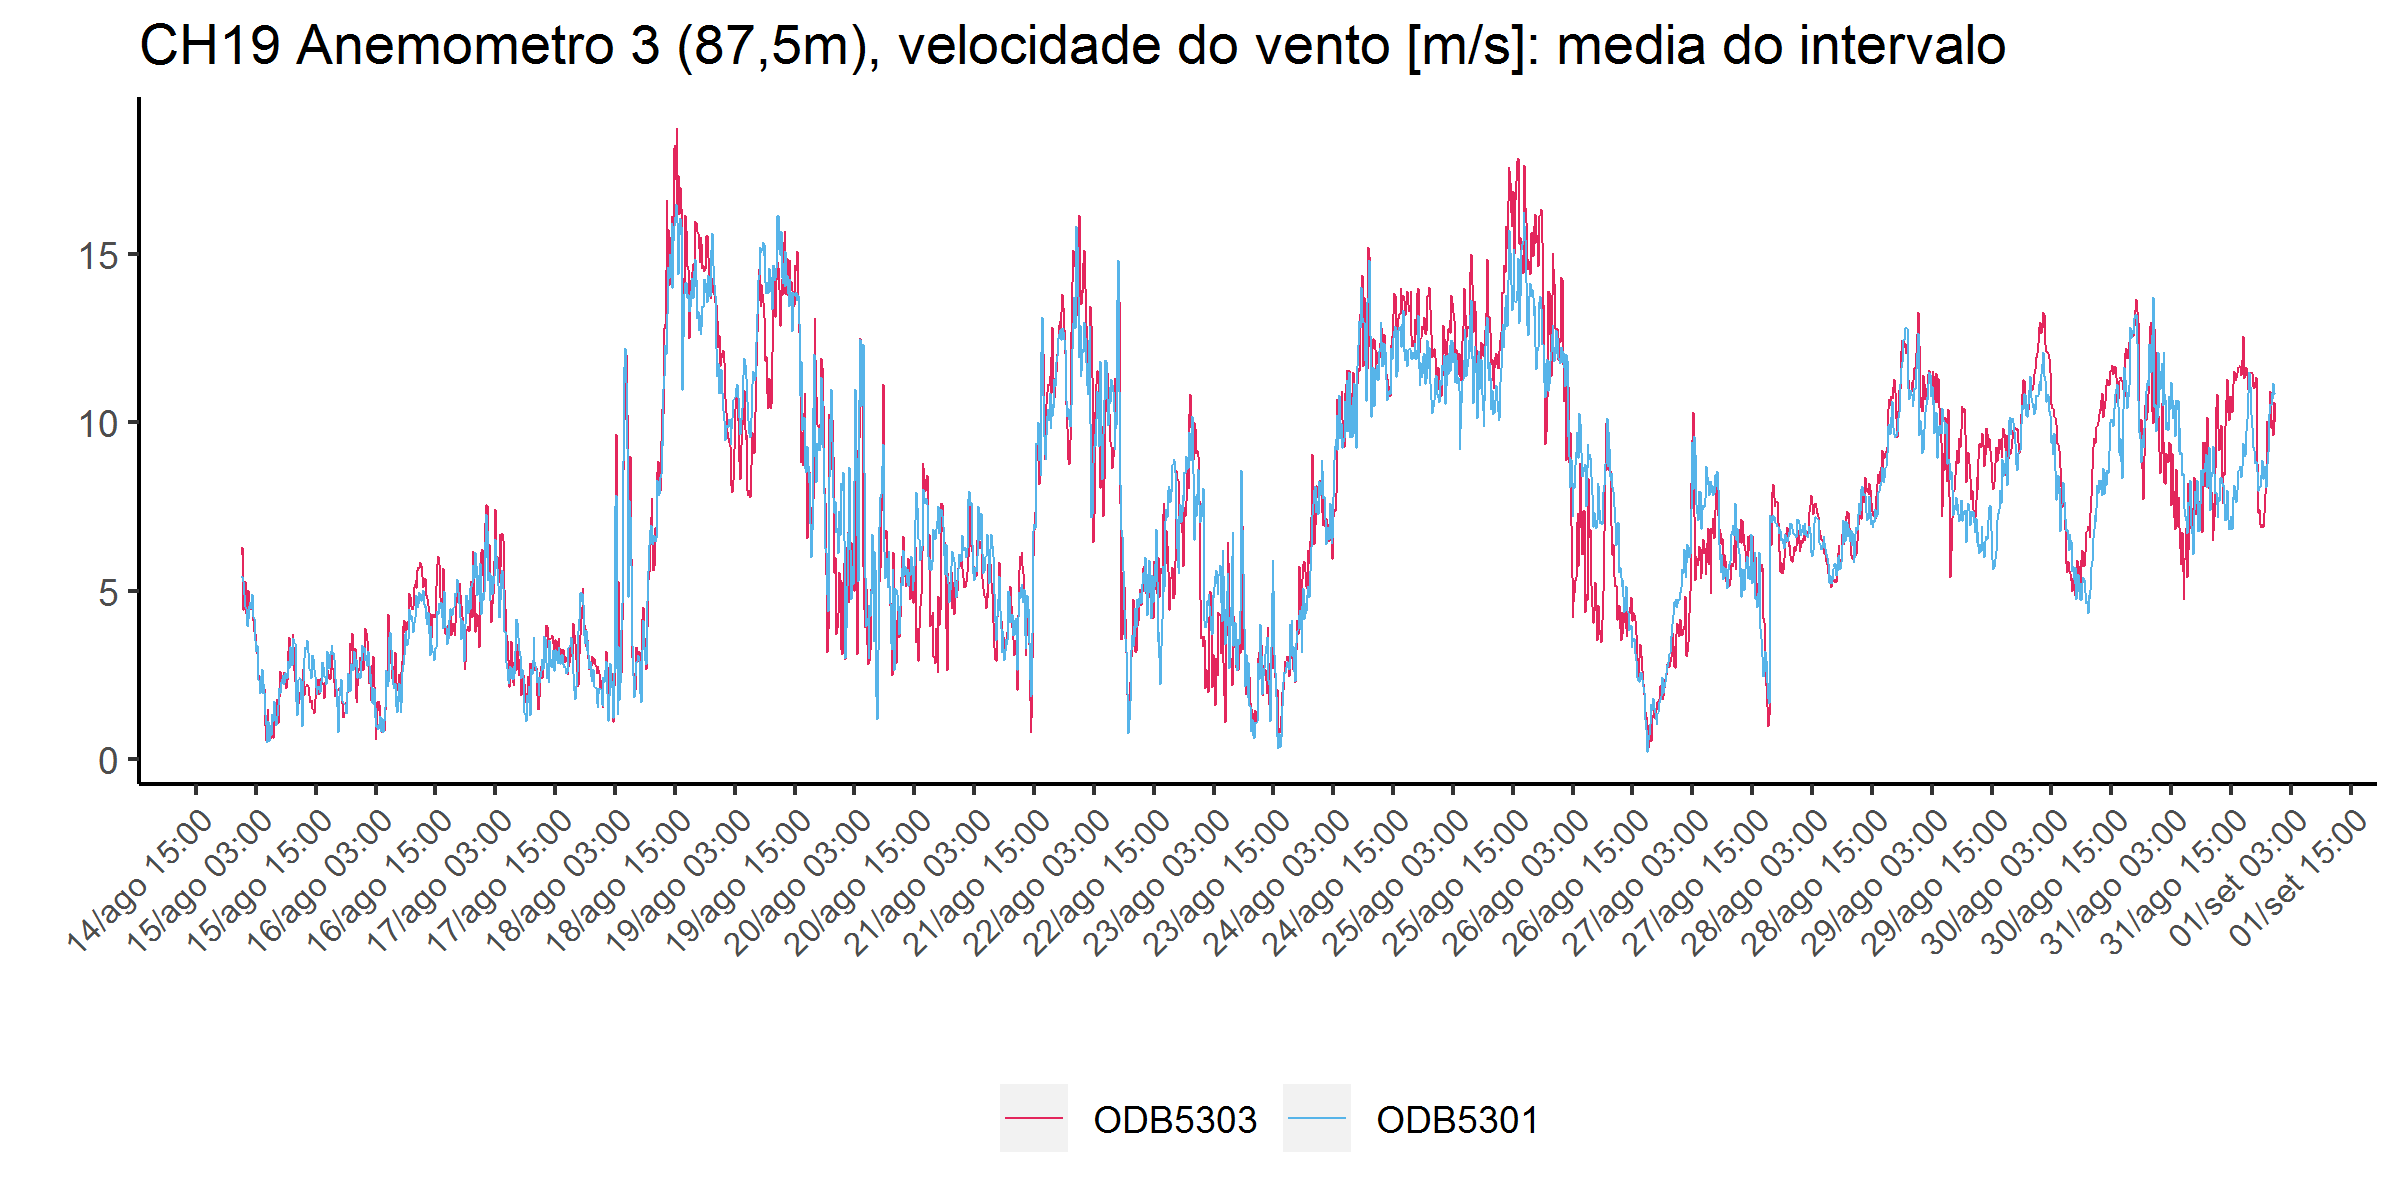 CH19 Anemometro 3 (87,5m), velocidade do vento [m/s]: media do intervalo
15
10
5
0
14/ago 15:00
15/ago 03:00
15/ago 15:00
16/ago 03:00
16/ago 15:00
17/ago 03:00
17/ago 15:00
18/ago 03:00
18/ago 15:00
19/ago 03:00
19/ago 15:00
20/ago 03:00
20/ago 15:00
21/ago 03:00
21/ago 15:00
22/ago 03:00
22/ago 15:00
23/ago 03:00
23/ago 15:00
24/ago 03:00
24/ago 15:00
25/ago 03:00
25/ago 15:00
26/ago 03:00
26/ago 15:00
27/ago 03:00
27/ago 15:00
28/ago 03:00
28/ago 15:00
29/ago 03:00
29/ago 15:00
30/ago 03:00
30/ago 15:00
31/ago 03:00
31/ago 15:00
01/set 03:00
01/set 15:00
ODB5303
ODB5301